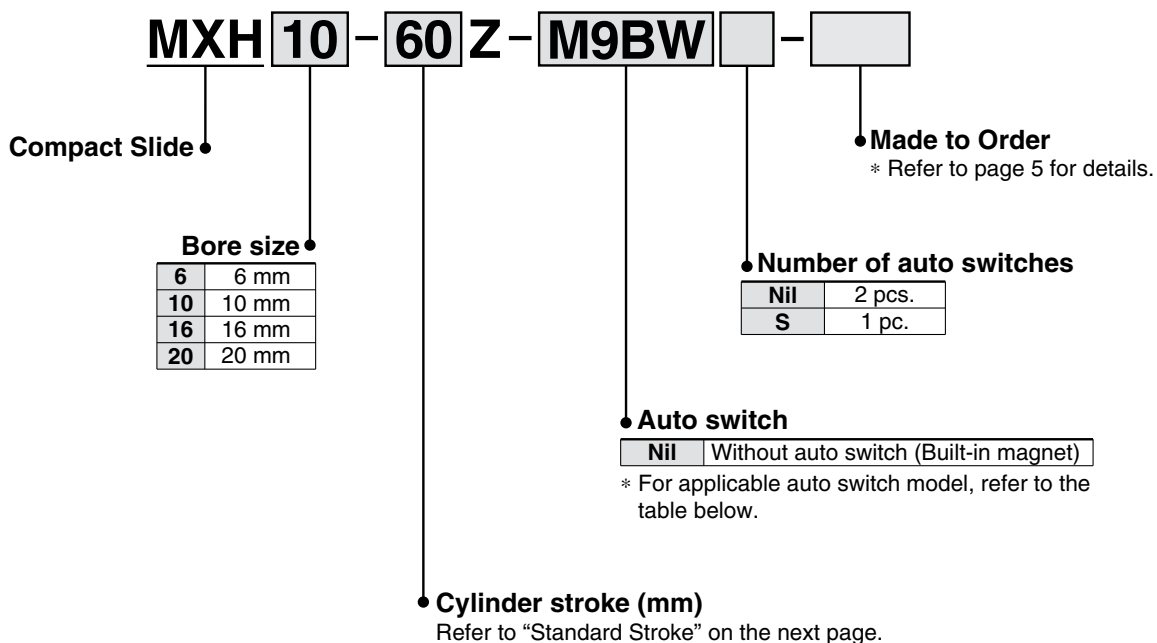 MXH 10 - 60 Z - M9BW -
Compact Slide
Made to Order
* Refer to page 5 for details.
Bore size
6 6 mm
10 10 mm
16 16 mm
20 20 mm
Number of auto switches
Nil 2 pcs.
S 1 pc.
Auto switch
Nil Without auto switch (Built-in magnet)
* For applicable auto switch model, refer to the
table below.
Cylinder stroke (mm)
Refer to “Standard Stroke” on the next page.